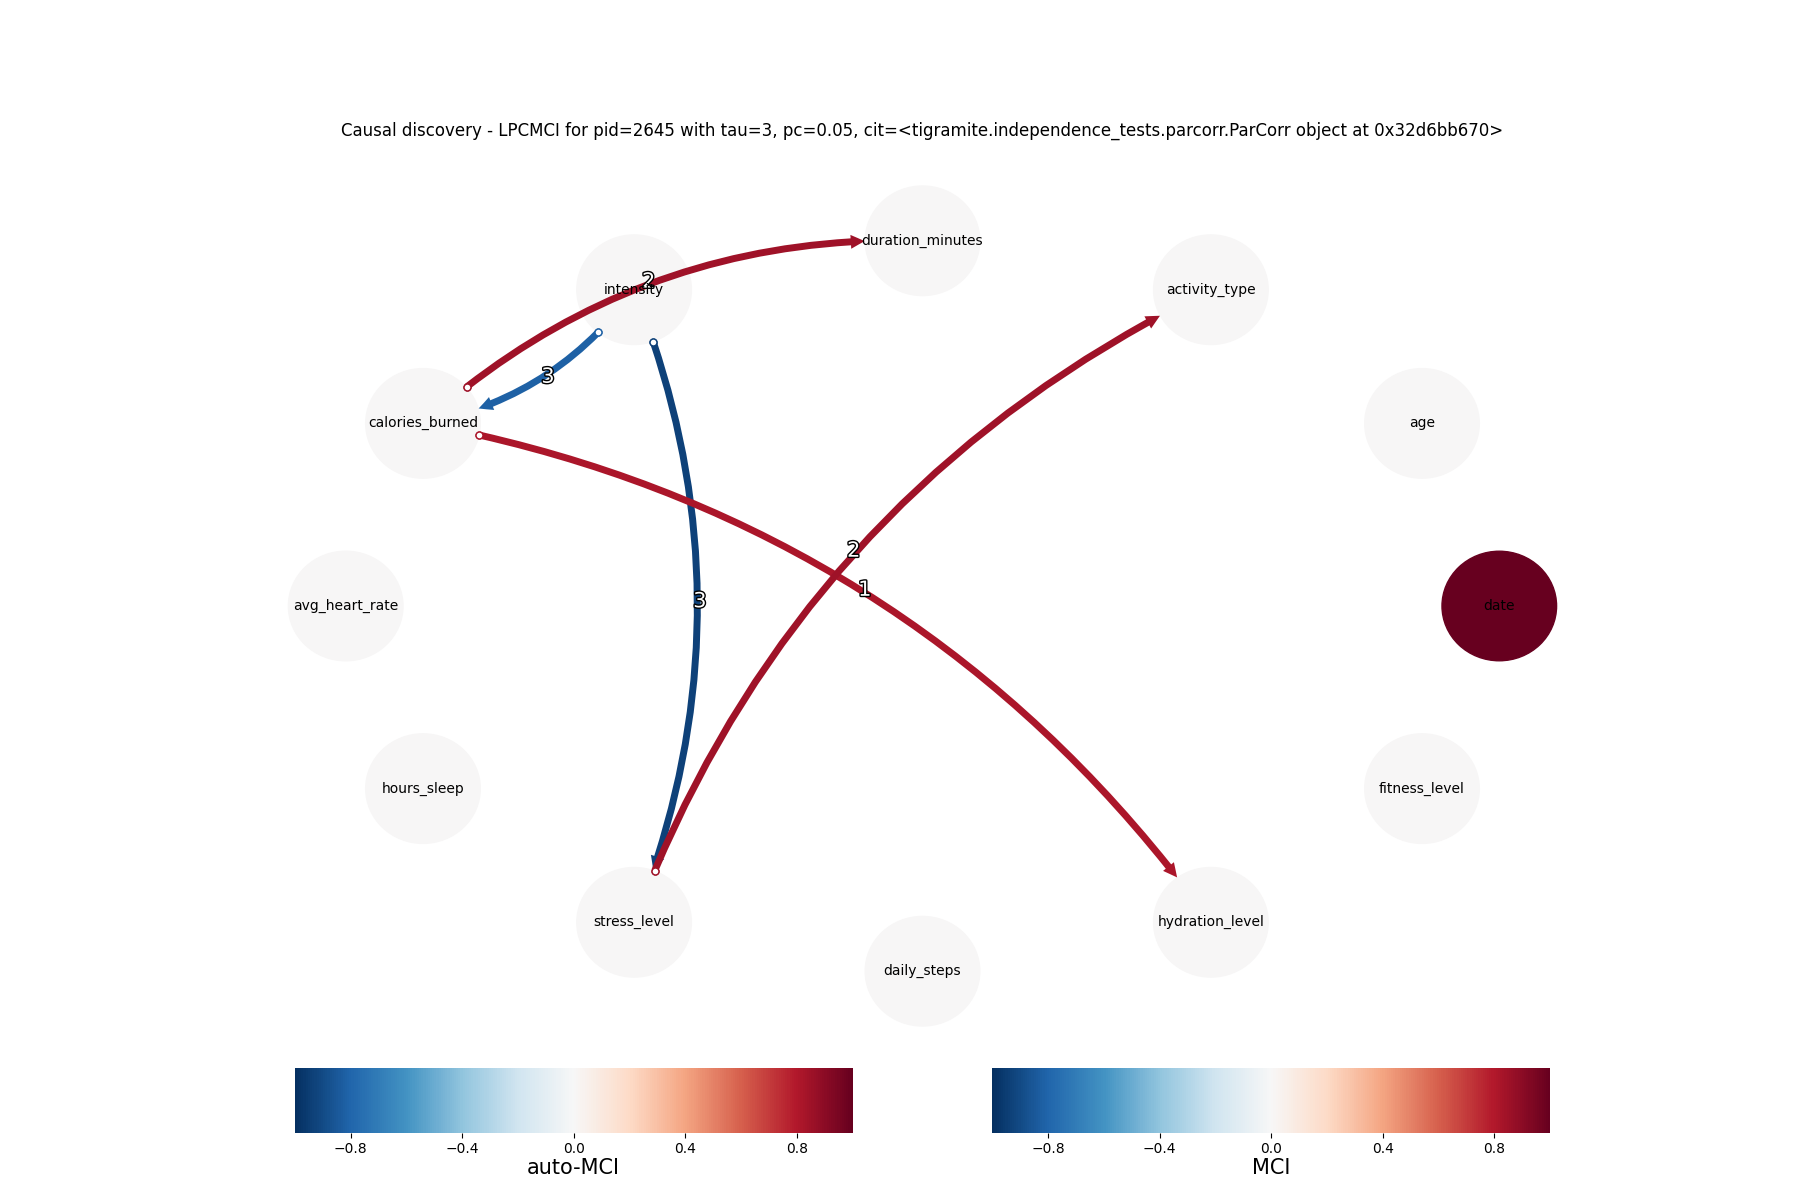 Causal discovery - LPCMCI for pid=2645 with tau=3, pc=0.05, cit=<tigramite.independence_tests.parcorr.ParCorr object at 0x32d6bb670>
duration_minutes
2
intensity
activity_type
3
calories_burned
age
2
1
3
avg_heart_rate
date
hours_sleep
fitness_level
stress_level
hydration_level
daily_steps
−0.8 −0.4 0.0 0.4 0.8
auto-MCI
−0.8 −0.4 0.0 0.4 0.8
MCI